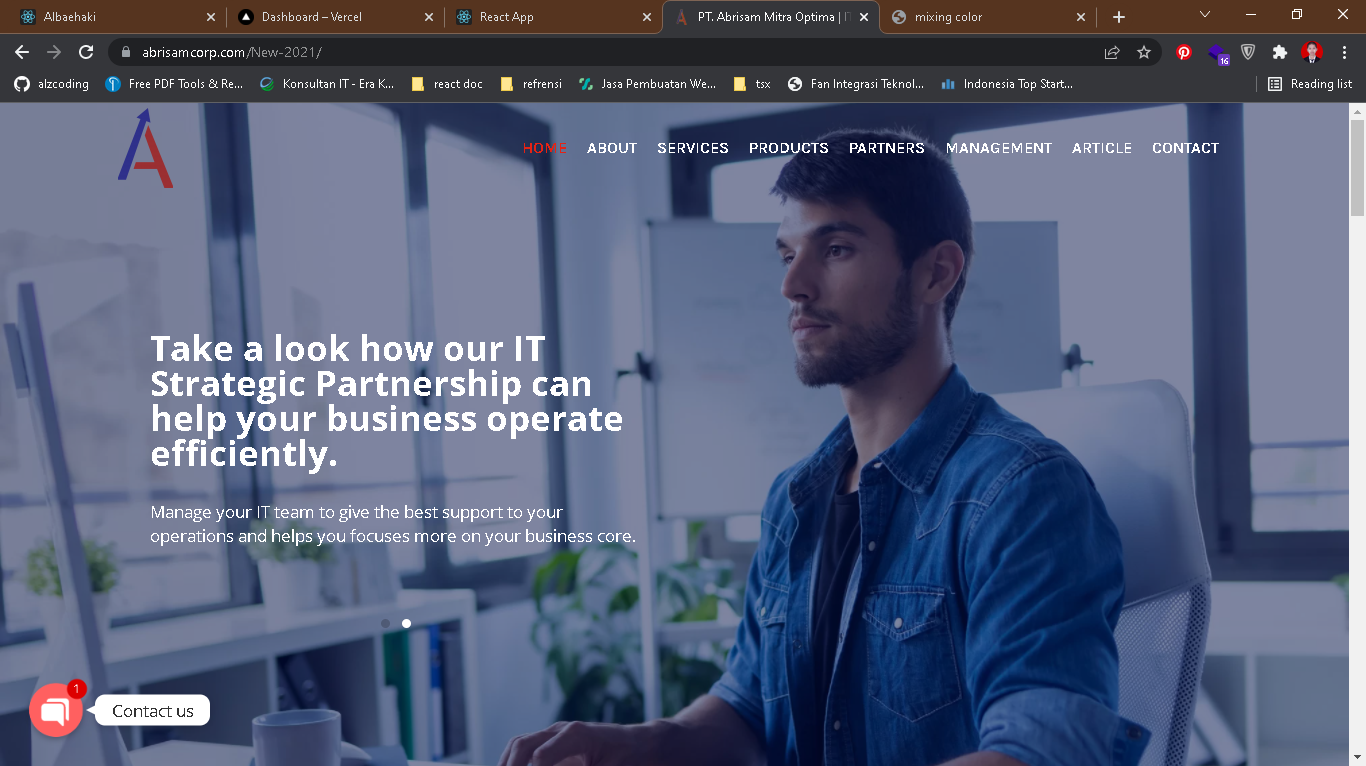 Albaehaki
Dashboard – Vercel
React App
PT. Abrisam Mitra Optima |
mixing color
abrisamcorp.com/New-2021/
16
alzcoding
Free PDF Tools & Re...
Konsultan IT - Era K...
react doc
refrensi
Jasa Pembuatan We...
tsx
Fan Integrasi Teknol...
Indonesia Top Start...
Reading list
HOME ABOUT SERVICES PRODUCTS PARTNERS MANAGEMENT ARTICLE CONTACT
Take a look how our IT
Strategic Partnership can
help your business operate
efficiently.
Manage your IT team to give the best support to your
operations and helps you focuses more on your business core.
1
Contact us